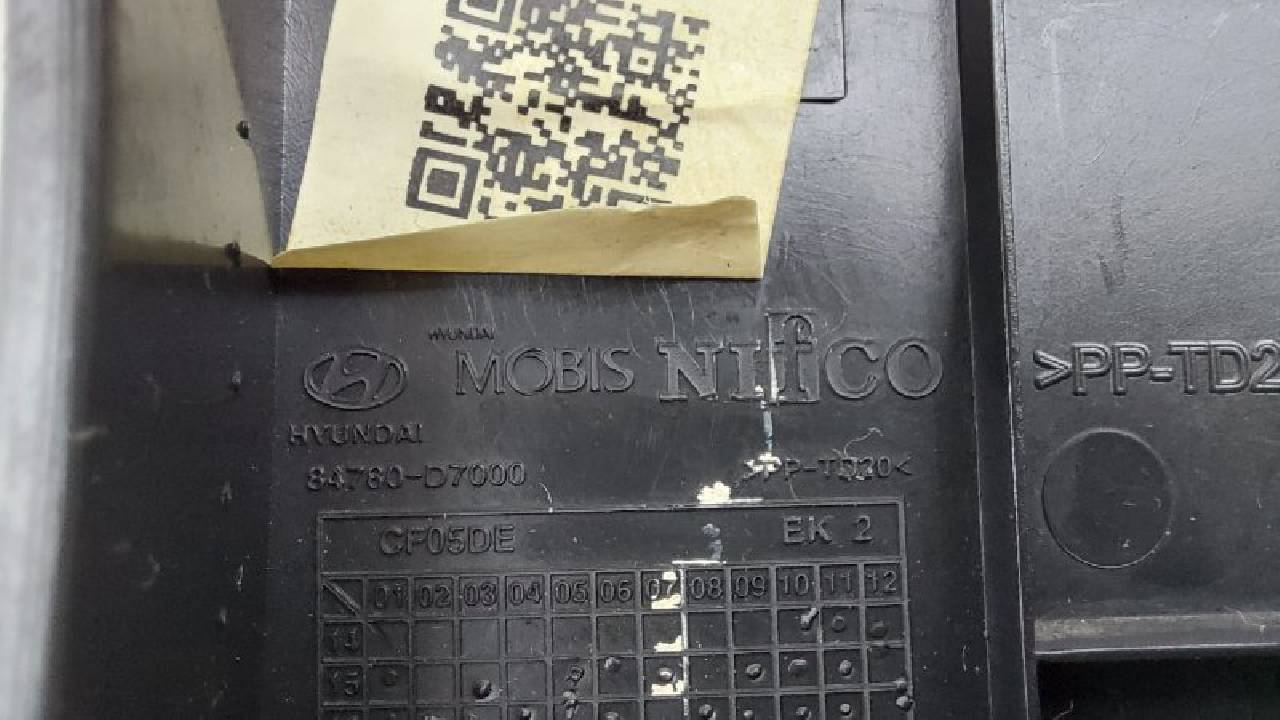 HYUNDAI
MOBIS NIFCO
HYUNDAI
>PP-TD2
84780-D7000 >PP-TD20<
CF05DE EK 2
01 02 03 04 05 06 07 08 09 10 11 12
14
15